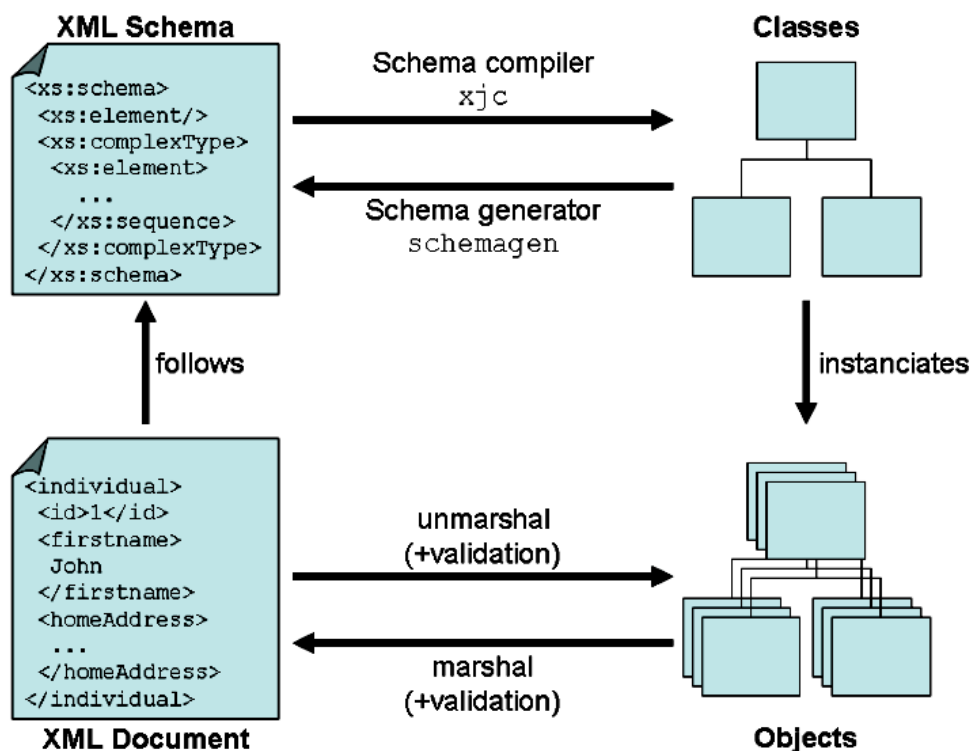 XML Schema
<xs:schema>
<xs:element/>
<xs:complexType>
<xs:element>
...
</xs:sequence>
</xs:complexType>
</xs:schema>
Schema compiler
xjc
Schema generator
schemagen
Classes
follows
instanciates
<individual>
<id>1</id>
<firstname>
John
</firstname>
<homeAddress>
...
</homeAddress>
</individual>
XML Document
unmarshal
(+validation)
marshal
(+validation)
Objects